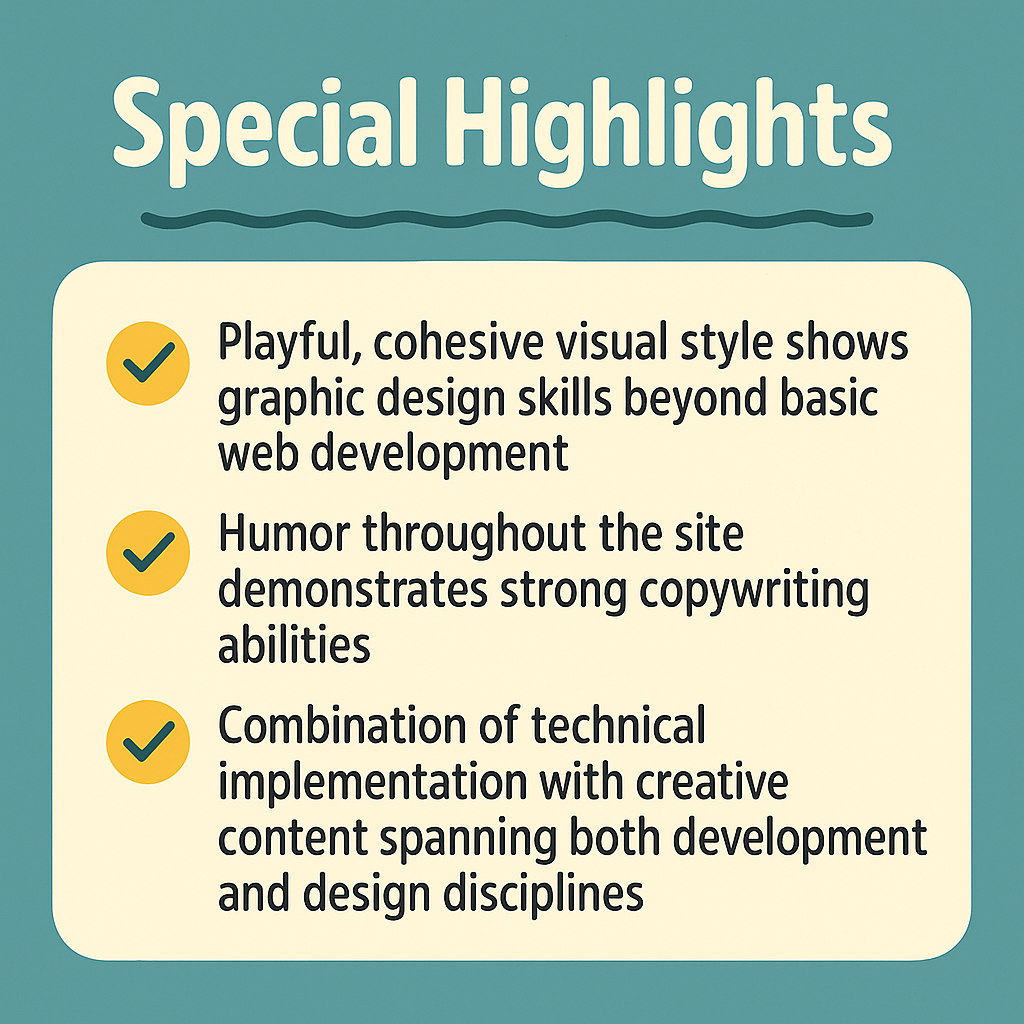 Special Highlights
Playful, cohesive visual style shows
graphic design skills beyond basic
web development
Humor throughout the site
demonstrates strong copywriting
abilities
Combination of technical
implementation with creative
content spanning both development
and design disciplines